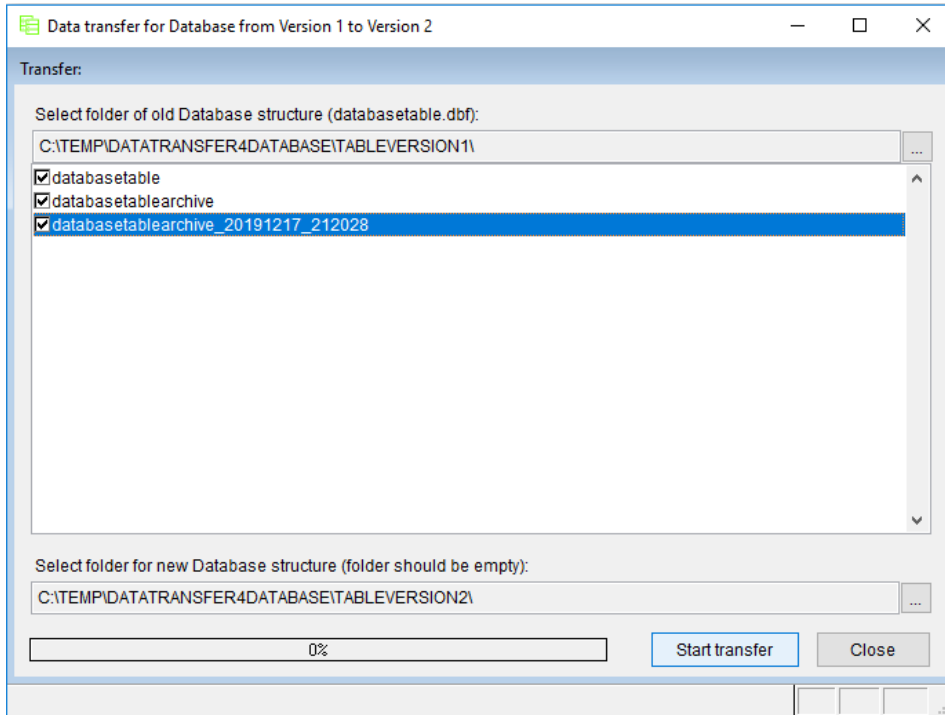 Data transfer for Database from Version 1 to Version 2
Transfer:
Select folder of old Database structure (databasetable.dbf):
C:\TEMP\DATATRANSFER4DATABASE\TABLEVERSION1\
...
databasetable
databasetablearchive
databasetablearchive_20191217_212028
Select folder for new Database structure (folder should be empty):
C:\TEMP\DATATRANSFER4DATABASE\TABLEVERSION2\
...
0%
Start transfer
Close